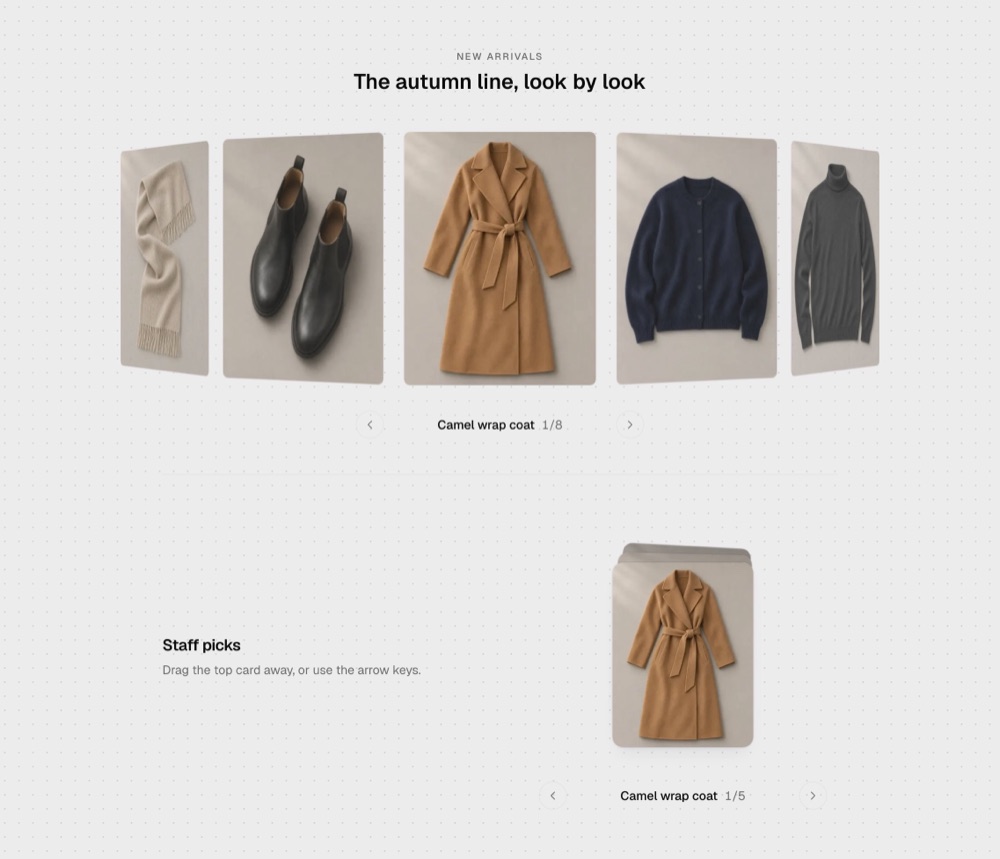 NEW ARRIVALS
The autumn line, look by look
Camel wrap coat 1/8
Staff picks
Drag the top card away, or use the arrow keys.
Camel wrap coat 1/5